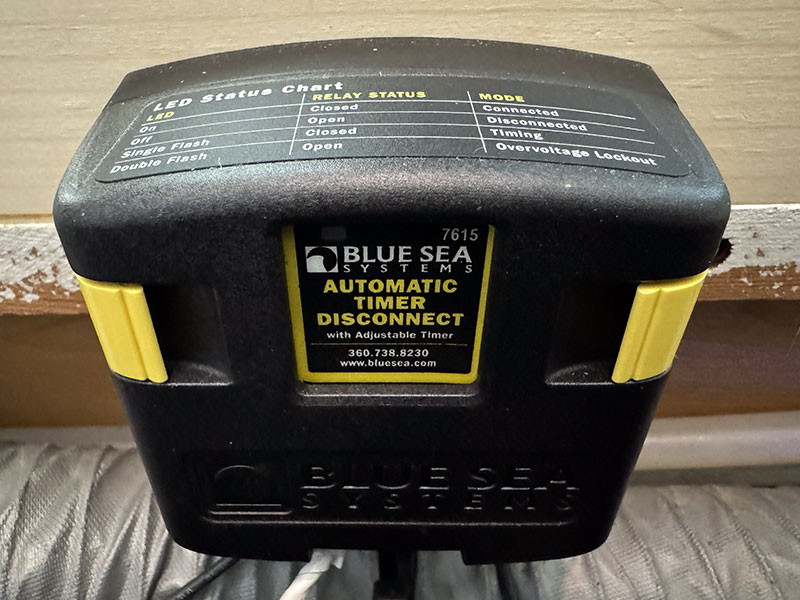 LED Status Chart
LED RELAY STATUS MODE
On Closed Connected
Off Open Disconnected
Single Flash Closed Timing
Double Flash Open Overvoltage Lockout
7615
BLUE SEA
SYSTEMS
AUTOMATIC
TIMER
DISCONNECT
with Adjustable Timer
360.738.8230
www.bluesea.com
BLUE SEA
SYSTEMS